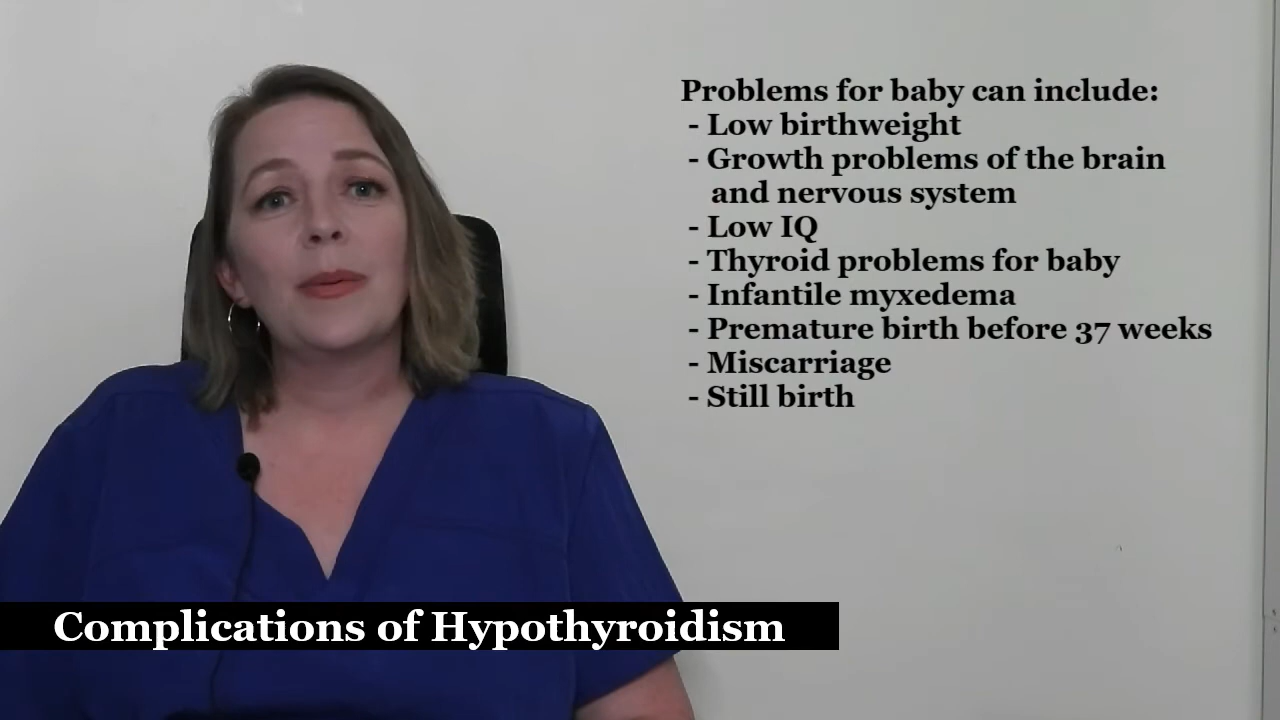 Problems for baby can include:
- Low birthweight
- Growth problems of the brain
and nervous system
- Low IQ
- Thyroid problems for baby
- Infantile myxedema
- Premature birth before 37 weeks
- Miscarriage
- Still birth
Complications of Hypothyroidism